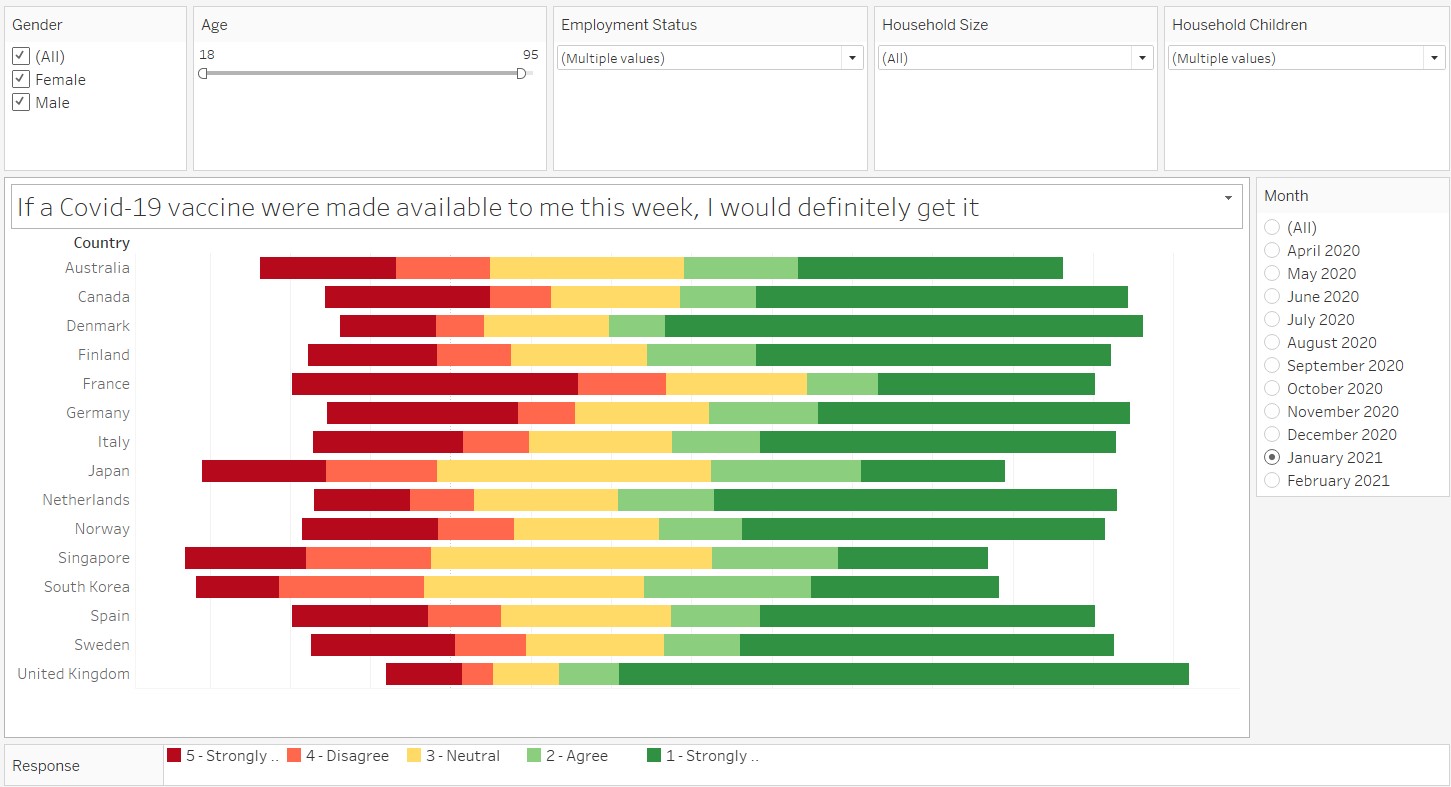 Gender
(All)
Female
Male
Age
18 95
Employment Status
(Multiple values)
Household Size
(All)
Household Children
(Multiple values)
If a Covid-19 vaccine were made available to me this week, I would definitely get it
Country
Australia
Canada
Denmark
Finland
France
Germany
Italy
Japan
Netherlands
Norway
Singapore
South Korea
Spain
Sweden
United Kingdom
Month
(All)
April 2020
May 2020
June 2020
July 2020
August 2020
September 2020
October 2020
November 2020
December 2020
January 2021
February 2021
Response
5 - Strongly .. 4 - Disagree 3 - Neutral 2 - Agree 1 - Strongly ..